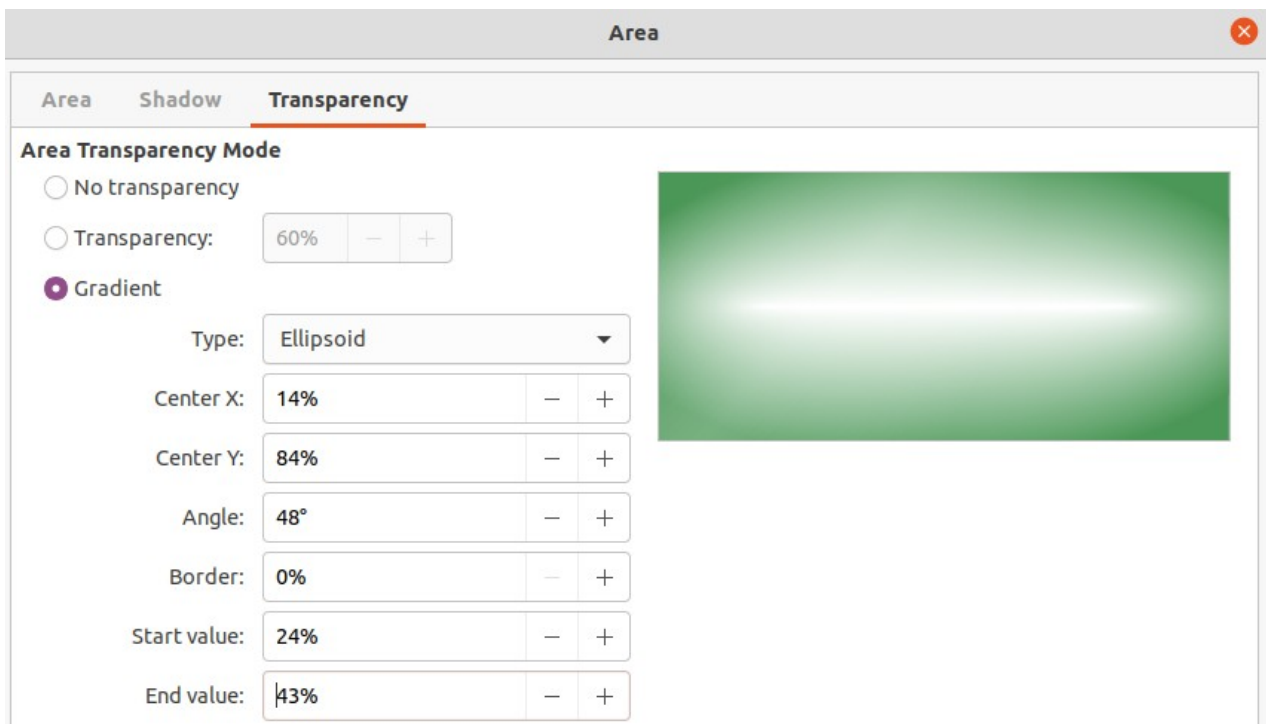 Area
Area Shadow Transparency
Area Transparency Mode
No transparency
Transparency: 60% − +
Gradient
Type: Ellipsoid
Center X: 14% − +
Center Y: 84% − +
Angle: 48° − +
Border: 0% − +
Start value: 24% − +
End value: 43% − +